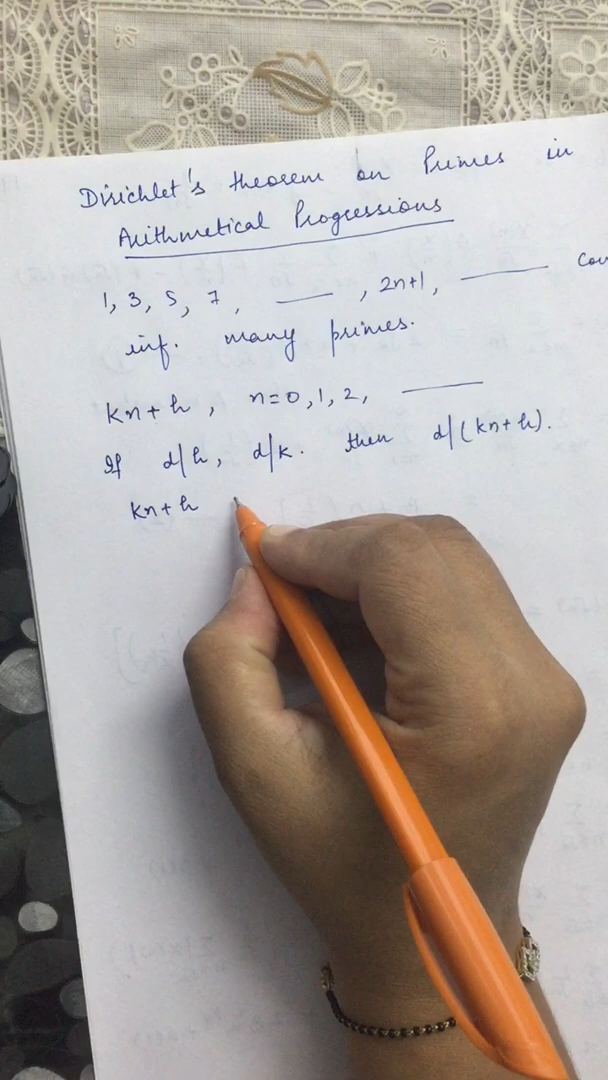 Dirichlet's theorem on Primes in
Arithmetical Progressions
1, 3, 5, 7, ___, 2n+1, ___
inf. many primes.
kn+h, n=0,1,2, ___
If d/h, d/k. then d/(kn+h).
kn+h